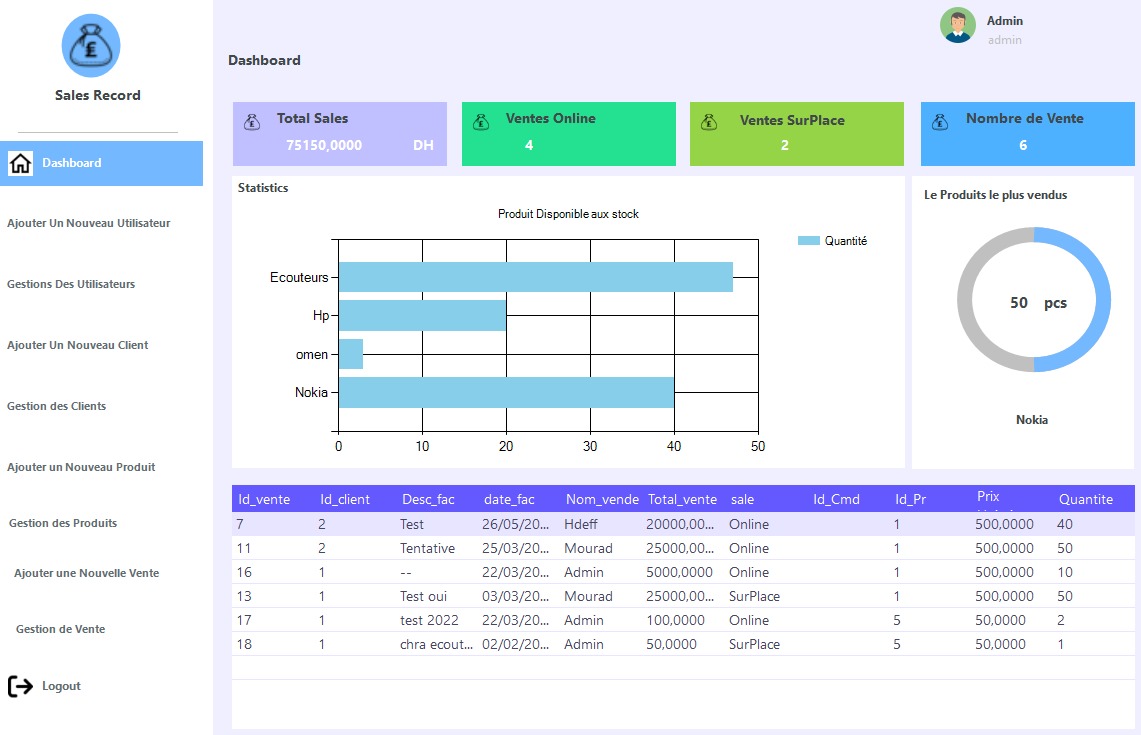 Admin
admin
Sales Record
Dashboard
Dashboard
Ajouter Un Nouveau Utilisateur
Gestions Des Utilisateurs
Ajouter Un Nouveau Client
Gestion des Clients
Ajouter un Nouveau Produit
Gestion des Produits
Ajouter une Nouvelle Vente
Gestion de Vente
Logout
Total Sales
75150,0000 DH
Ventes Online
4
Ventes SurPlace
2
Nombre de Vente
6
Statistics
Produit Disponible aux stock
Quantité
Ecouteurs
Hp
omen
Nokia
0 10 20 30 40 50
Le Produits le plus vendus
50 pcs
Nokia
Id_vente Id_client Desc_fac date_fac Nom_vende Total_vente sale Id_Cmd Id_Pr Prix Quantite
7 2 Test 26/05/20... Hdeff 20000,00... Online 1 500,0000 40
11 2 Tentative 25/03/20... Mourad 25000,00... Online 1 500,0000 50
16 1 -- 22/03/20... Admin 5000,0000 Online 1 500,0000 10
13 1 Test oui 03/03/20... Mourad 25000,00... SurPlace 1 500,0000 50
17 1 test 2022 22/03/20... Admin 100,0000 Online 5 50,0000 2
18 1 chra ecout... 02/02/20... Admin 50,0000 SurPlace 5 50,0000 1